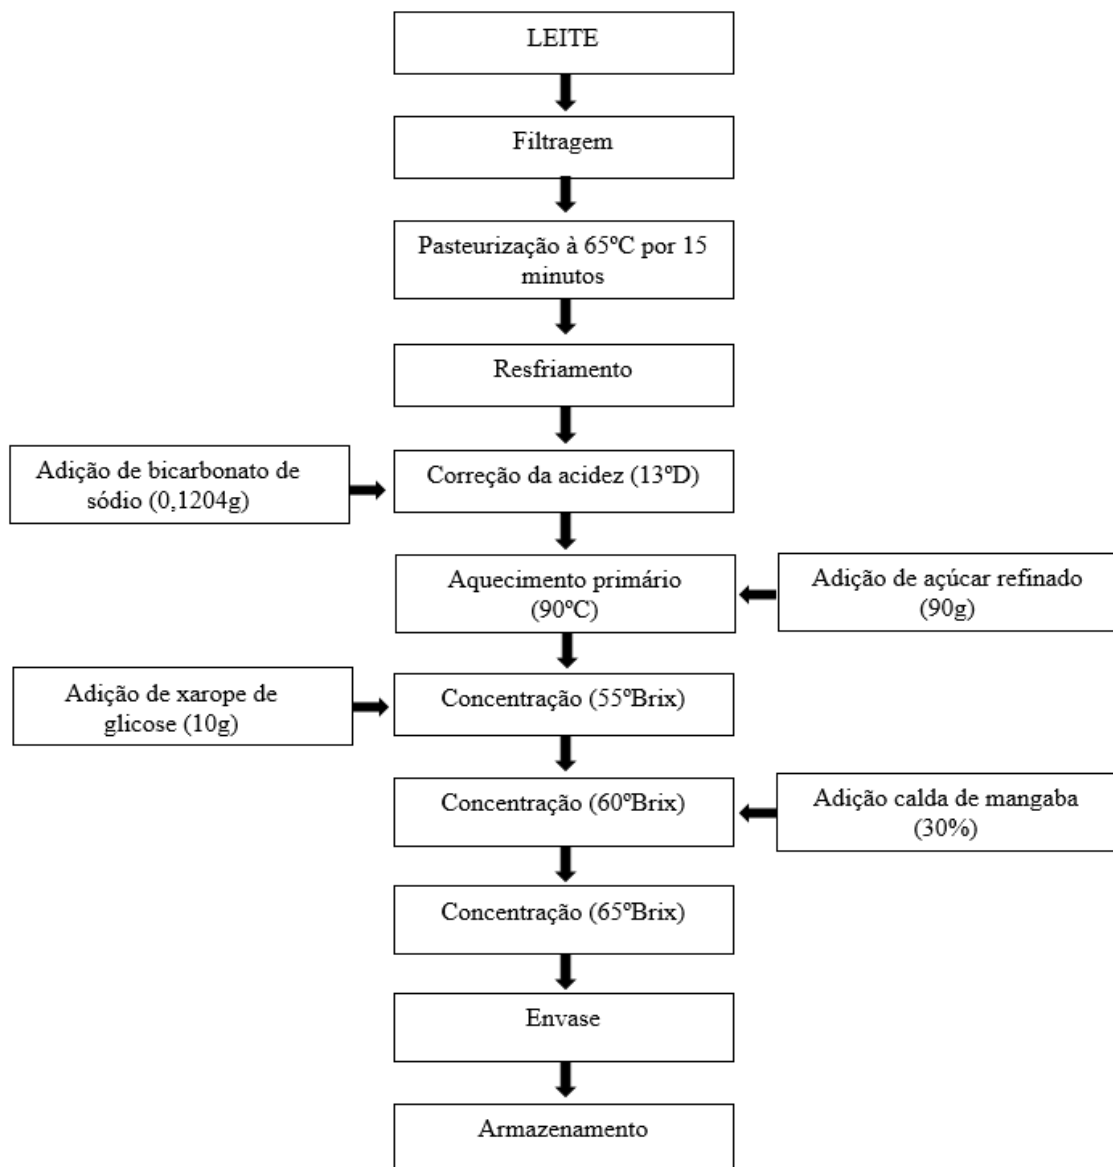 LEITE
Filtragem
Pasteurização à 65ºC por 15
minutos
Resfriamento
Adição de bicarbonato de
sódio (0,1204g)
Correção da acidez (13ºD)
Aquecimento primário
(90ºC)
Adição de açúcar refinado
(90g)
Adição de xarope de
glicose (10g)
Concentração (55ºBrix)
Concentração (60ºBrix)
Adição calda de mangaba
(30%)
Concentração (65ºBrix)
Envase
Armazenamento